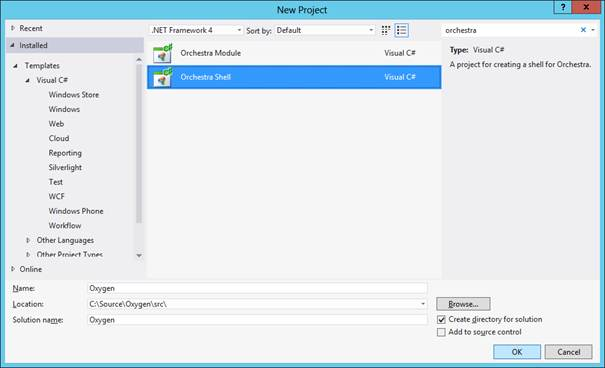 New Project
?
Recent
.NET Framework 4
Sort by:
Default
orchestra
Installed
Templates
Visual C#
Windows Store
Windows
Web
Cloud
Reporting
Silverlight
Test
WCF
Windows Phone
Workflow
Other Languages
Other Project Types
Online
Orchestra Module
Visual C#
Orchestra Shell
Visual C#
Type: Visual C#
A project for creating a shell for Orchestra.
Name:
Oxygen
Location:
C:\Source\Oxygen\src\
Browse...
Solution name:
Oxygen
Create directory for solution
Add to source control
OK
Cancel